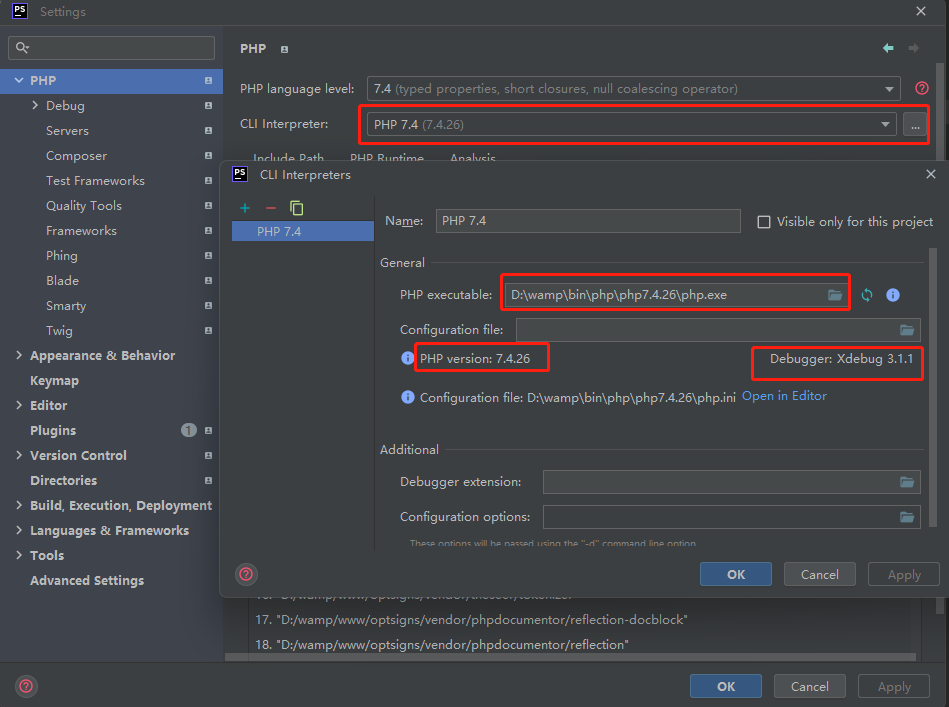 PS
Settings
PHP
Debug
Servers
Composer
Test Frameworks
Quality Tools
Frameworks
Phing
Blade
Smarty
Twig
Appearance & Behavior
Keymap
Editor
Plugins 1
Version Control
Directories
Build, Execution, Deployment
Languages & Frameworks
Tools
Advanced Settings
PHP
PHP language level: 7.4 (typed properties, short closures, null coalescing operator) ?
CLI Interpreter: PHP 7.4 (7.4.26) ...
Include Path PHP Runtime Analysis
PS
CLI Interpreters
PHP 7.4
Name: PHP 7.4 Visible only for this project
General
PHP executable: D:\wamp\bin\php\php7.4.26\php.exe
Configuration file:
PHP version: 7.4.26 Debugger: Xdebug 3.1.1
Configuration file: D:\wamp\bin\php\php7.4.26\php.ini Open in Editor
Additional
Debugger extension:
Configuration options:
These options will be passed using the "-d" command line option
? OK Cancel Apply
17. "D:/wamp/www/optsigns/vendor/phpdocumentor/reflection-docblock"
18. "D:/wamp/www/optsigns/vendor/phpdocumentor/reflection"
? OK Cancel Apply